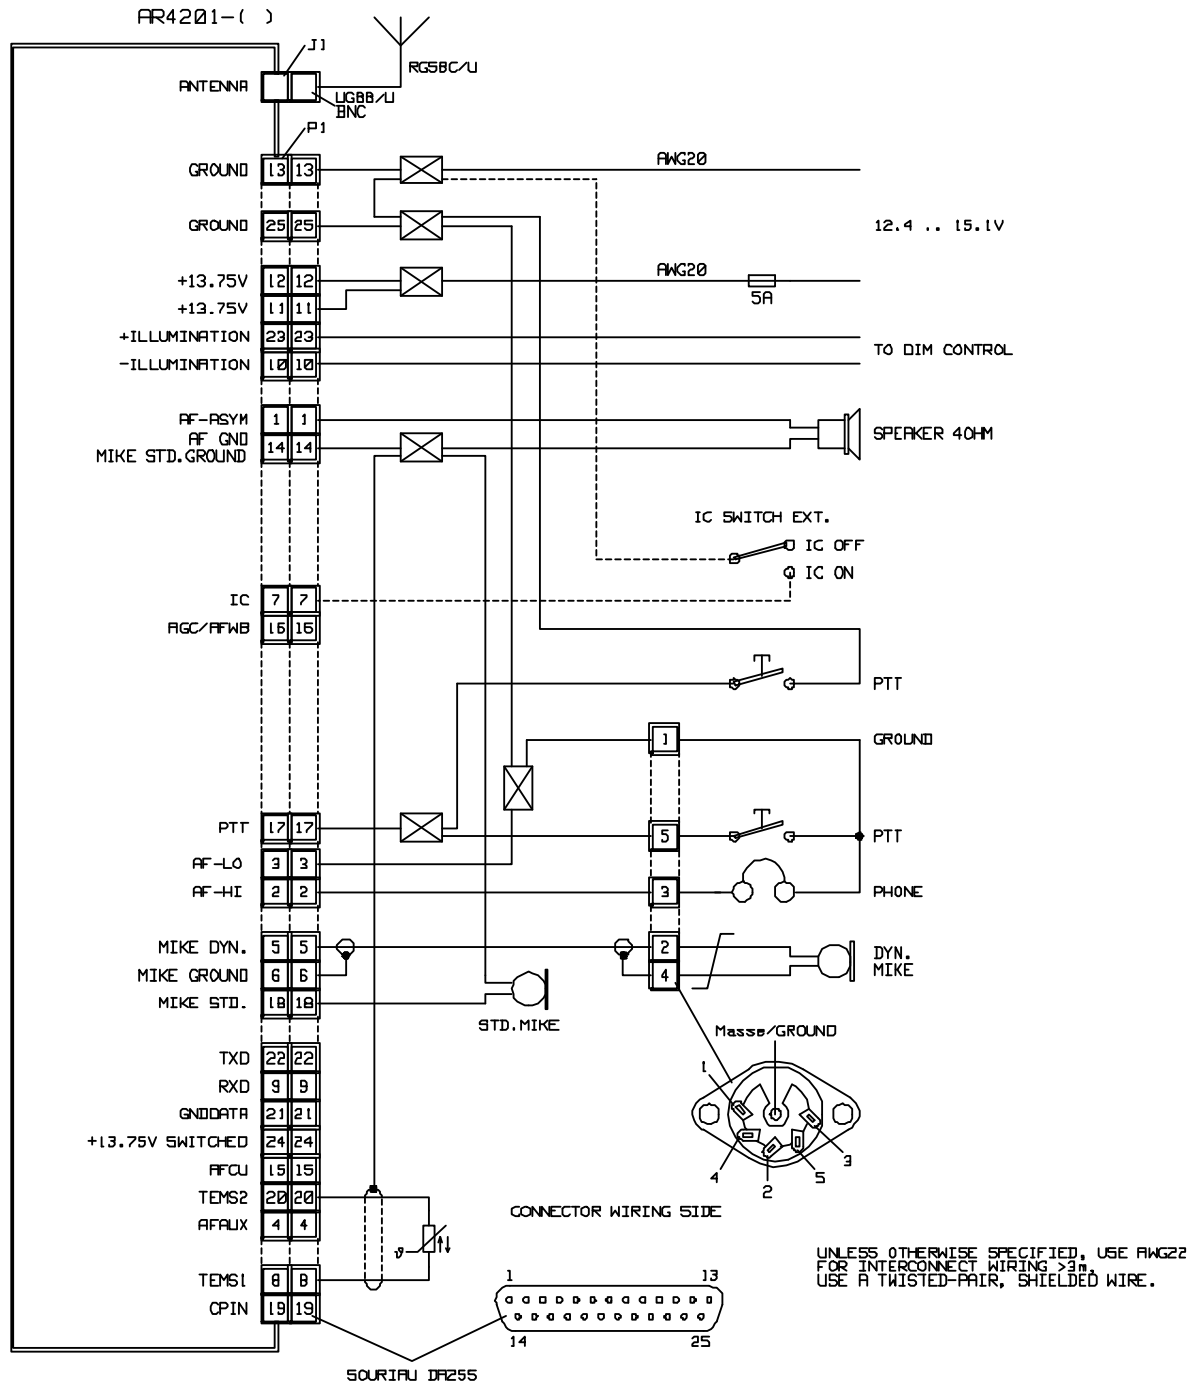 AR4201-( )
J1
ANTENNA
RG58C/U
UG88/U
BNC
P1
AWG20
GROUND 13 13
GROUND 25 25
12.4 .. 15.1V
AWG20
+13.75V 12 12
5A
+13.75V 11 11
+ILLUMINATION 23 23
TO DIM CONTROL
-ILLUMINATION 10 10
AF-ASYM 1 1
AF GND
MIKE STD.GROUND 14 14
SPEAKER 4OHM
IC SWITCH EXT.
IC OFF
IC ON
IC 7 7
AGC/AFWB 16 16
PTT
1 GROUND
PTT 17 17
5 PTT
AF-LO 3 3
AF-HI 2 2
3 PHONE
MIKE DYN. 5 5
2
DYN.
MIKE
MIKE GROUND 6 6
4
MIKE STD. 18 18
STD.MIKE
Masse/GROUND
TXD 22 22
1
RXD 9 9
GNDDATA 21 21
+13.75V SWITCHED 24 24
3
AFCU 15 15
4
5
2
TEMS2 20 20
CONNECTOR WIRING SIDE
AFAUX 4 4
ϑ
UNLESS OTHERWISE SPECIFIED, USE AWG22
FOR INTERCONNECT WIRING >3m,
USE A TWISTED-PAIR, SHIELDED WIRE.
TEMS1 8 8
1 13
CPIN 19 19
14 25
SOURIAU DA25S